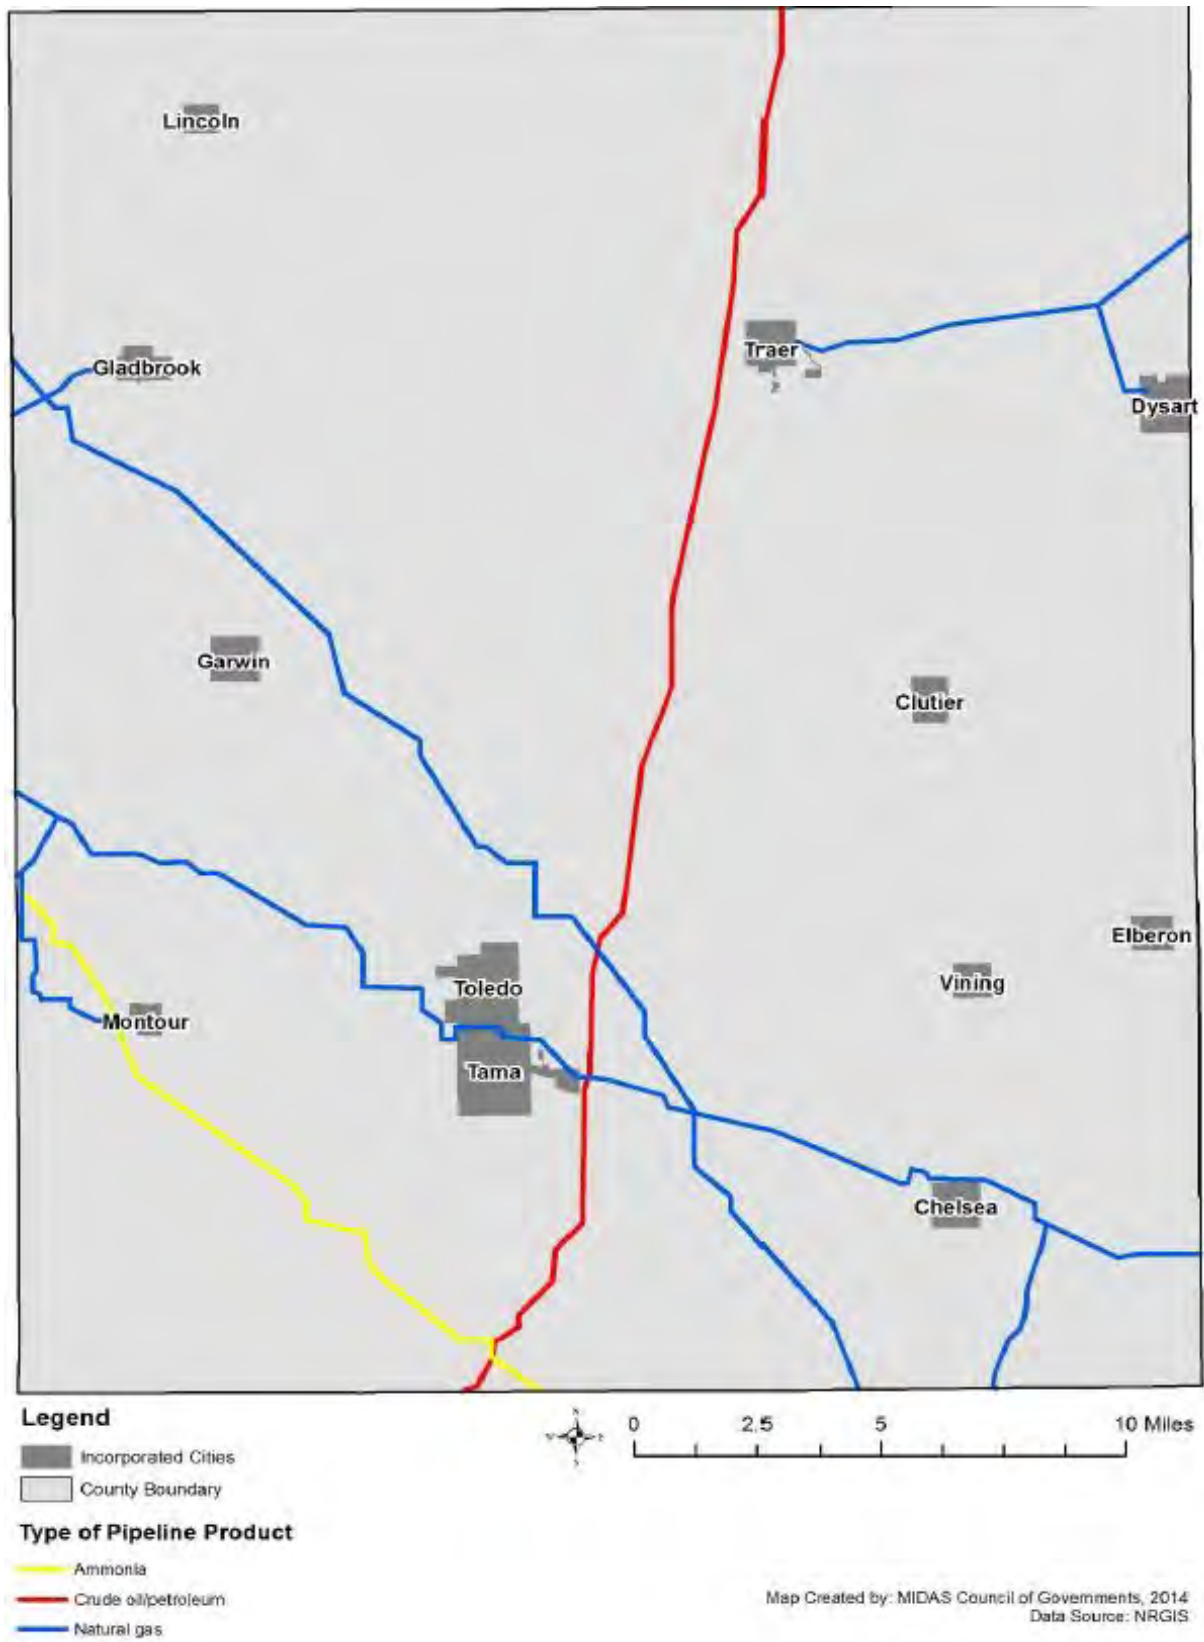 Lincoln
Traer
Gladbrook
Dysart
Garwin
Clutier
Elberon
Vining
Toledo
Montour
Tama
Chelsea
Legend
Incorporated Cities
County Boundary
N
W E
S
0 2.5 5 10 Miles
Type of Pipeline Product
Ammonia
Crude oil/petroleum
Natural gas
Map Created by: MIDAS Council of Governments, 2014
Data Source: NRGIS